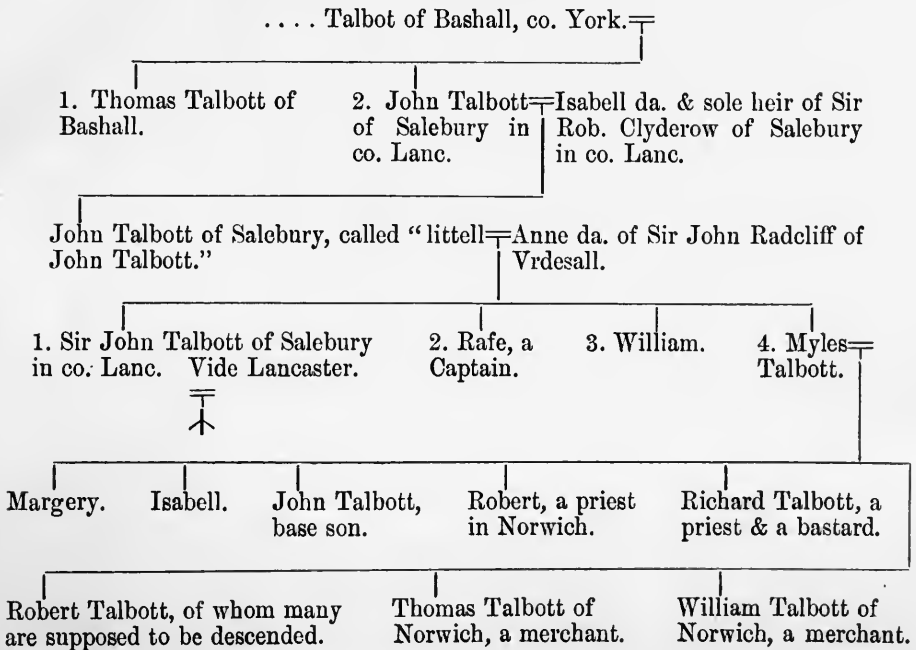 .... Talbot of Bashall, co. York.
1. Thomas Talbott of
Bashall.
2. John Talbott
of Salebury in
co. Lanc.
Isabell da. & sole heir of Sir
Rob. Clyderow of Salebury
in co. Lanc.
John Talbott of Salebury, called “littell
John Talbott.”
Anne da. of Sir John Radcliff of
Vrdesall.
1. Sir John Talbott of Salebury
in co. Lanc. Vide Lancaster.
2. Rafe, a
Captain.
3. William.
4. Myles
Talbott.
Margery.
Isabell.
John Talbott,
base son.
Robert, a priest
in Norwich.
Richard Talbott, a
priest & a bastard.
Robert Talbott, of whom many
are supposed to be descended.
Thomas Talbott of
Norwich, a merchant.
William Talbott of
Norwich, a merchant.